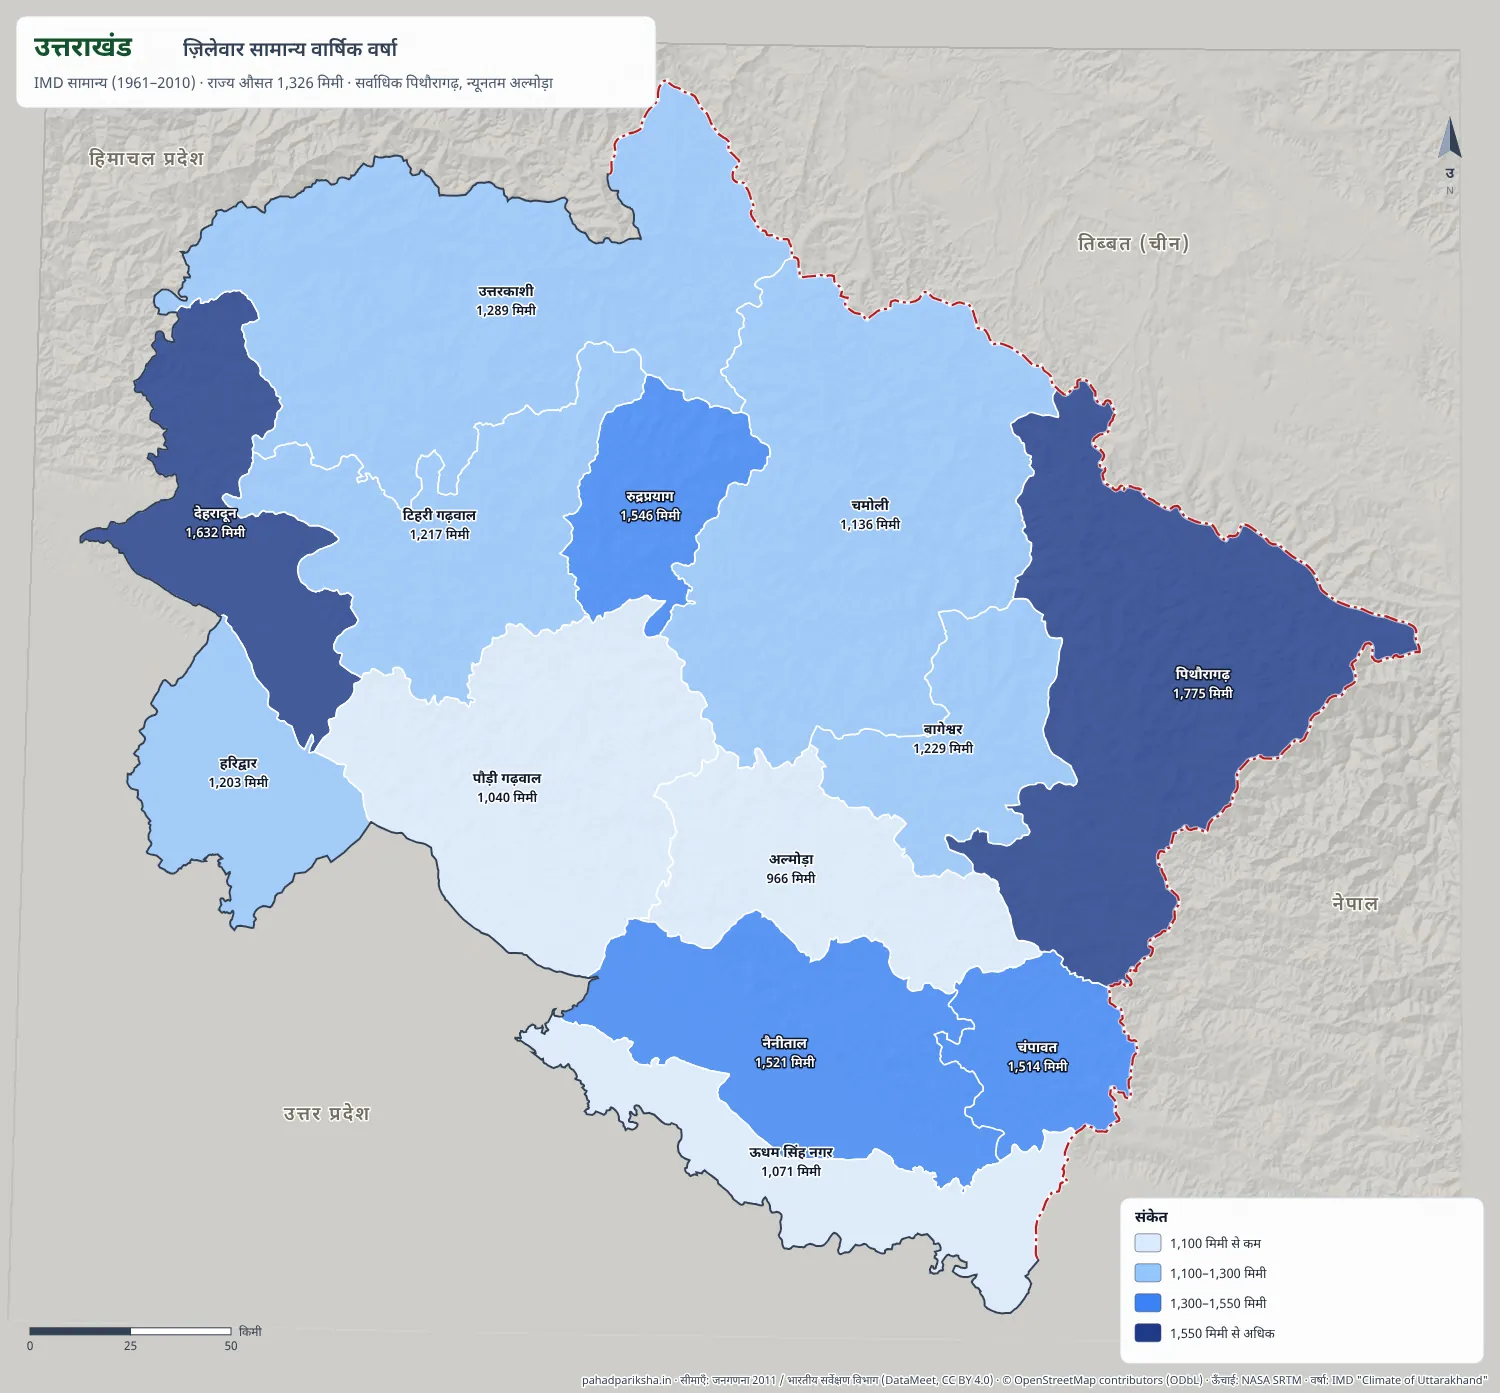 उत्तराखंड ज़िलेवार सामान्य वार्षिक वर्षा
IMD सामान्य (1961–2010) · राज्य औसत 1,326 मिमी · सर्वाधिक पिथौरागढ़, न्यूनतम अल्मोड़ा
हिमाचल प्रदेश
उ
N
तिब्बत (चीन)
उत्तरकाशी
1,289 मिमी
रुद्रप्रयाग
1,546 मिमी
चमोली
1,136 मिमी
देहरादून
1,632 मिमी
टिहरी गढ़वाल
1,217 मिमी
पिथौरागढ़
1,775 मिमी
बागेश्वर
1,229 मिमी
हरिद्वार
1,203 मिमी
पौड़ी गढ़वाल
1,040 मिमी
अल्मोड़ा
966 मिमी
नेपाल
नैनीताल
1,521 मिमी
चंपावत
1,514 मिमी
उत्तर प्रदेश
ऊधम सिंह नगर
1,071 मिमी
संकेत
1,100 मिमी से कम
1,100–1,300 मिमी
1,300–1,550 मिमी
1,550 मिमी से अधिक
किमी
0 25 50
pahadpariksha.in · सीमाएँ: जनगणना 2011 / भारतीय सर्वेक्षण विभाग (DataMeet, CC BY 4.0) · © OpenStreetMap contributors (ODbL) · ऊँचाई: NASA SRTM · वर्षा: IMD "Climate of Uttarakhand"